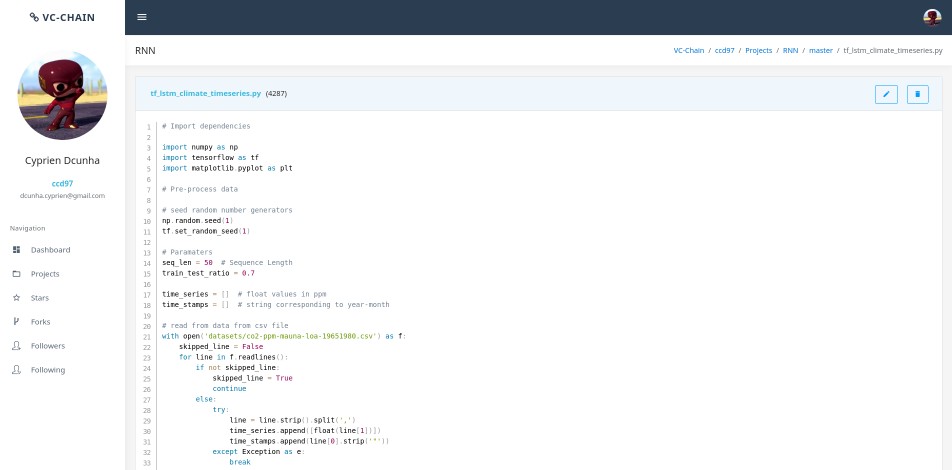 VC-CHAIN
RNN
VC-Chain / ccd97 / Projects / RNN / master / tf_lstm_climate_timeseries.py
Cyprien Dcunha
ccd97
dcunha.cyprien@gmail.com
Navigation
Dashboard
Projects
Stars
Forks
Followers
Following
tf_lstm_climate_timeseries.py (4287)
1 # Import dependencies
2
3 import numpy as np
4 import tensorflow as tf
5 import matplotlib.pyplot as plt
6
7 # Pre-process data
8
9 # seed random number generators
10 np.random.seed(1)
11 tf.set_random_seed(1)
12
13 # Paramaters
14 seq_len = 50  # Sequence Length
15 train_test_ratio = 0.7
16
17 time_series = []  # float values in ppm
18 time_stamps = []  # string corresponding to year-month
19
20 # read from data from csv file
21 with open('datasets/co2-ppm-mauna-loa-19651980.csv') as f:
22     skipped_line = False
23     for line in f.readlines():
24         if not skipped_line:
25             skipped_line = True
26             continue
27         else:
28             try:
29                 line = line.strip().split(',')
30                 time_series.append([float(line[1])])
31                 time_stamps.append(line[0].strip('"'))
32             except Exception as e:
33                 break